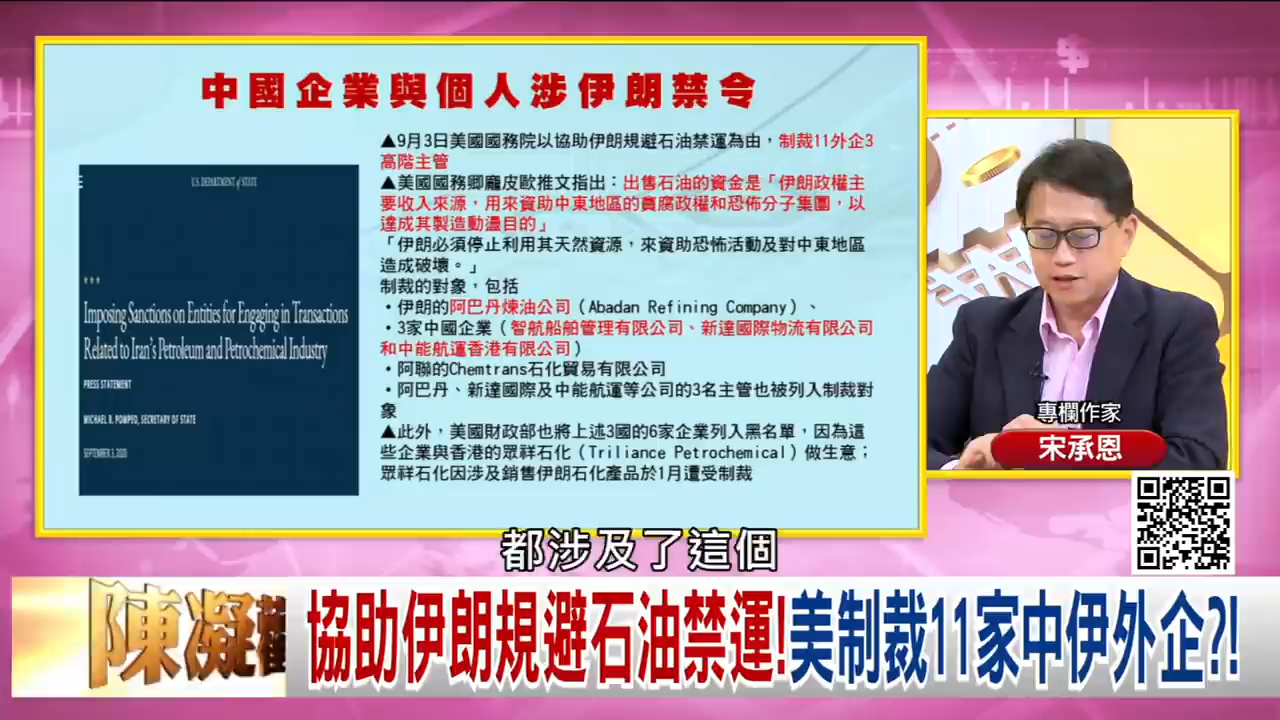 中國企業與個人涉伊朗禁令
▲9月3日美國國務院以協助伊朗規避石油禁運為由，制裁11外企3
高階主管
▲美國國務卿龐皮歐推文指出：出售石油的資金是「伊朗政權主
要收入來源，用來資助中東地區的貪腐政權和恐佈分子集團，以
達成其製造動盪目的」
「伊朗必須停止利用其天然資源，來資助恐怖活動及對中東地區
造成破壞。」
制裁的對象，包括
・伊朗的阿巴丹煉油公司（Abadan Refining Company）、
・3家中國企業（智航船舶管理有限公司、新達國際物流有限公司
和中能航運香港有限公司）
・阿聯的Chemtrans石化貿易有限公司
・阿巴丹、新達國際及中能航運等公司的3名主管也被列入制裁對
象
▲此外，美國財政部也將上述3國的6家企業列入黑名單，因為這
些企業與香港的眾祥石化（Triliance Petrochemical）做生意；
眾祥石化因涉及銷售伊朗石化產品於1月遭受制裁
U.S. DEPARTMENT of STATE
Imposing Sanctions on Entities for Engaging in Transactions
Related to Iran's Petroleum and Petrochemical Industry
PRESS STATEMENT
MICHAEL R. POMPEO, SECRETARY OF STATE
SEPTEMBER 3, 2020
專欄作家
宋承恩
都涉及了這個
陳凝觀
協助伊朗規避石油禁運!美制裁11家中伊外企?!